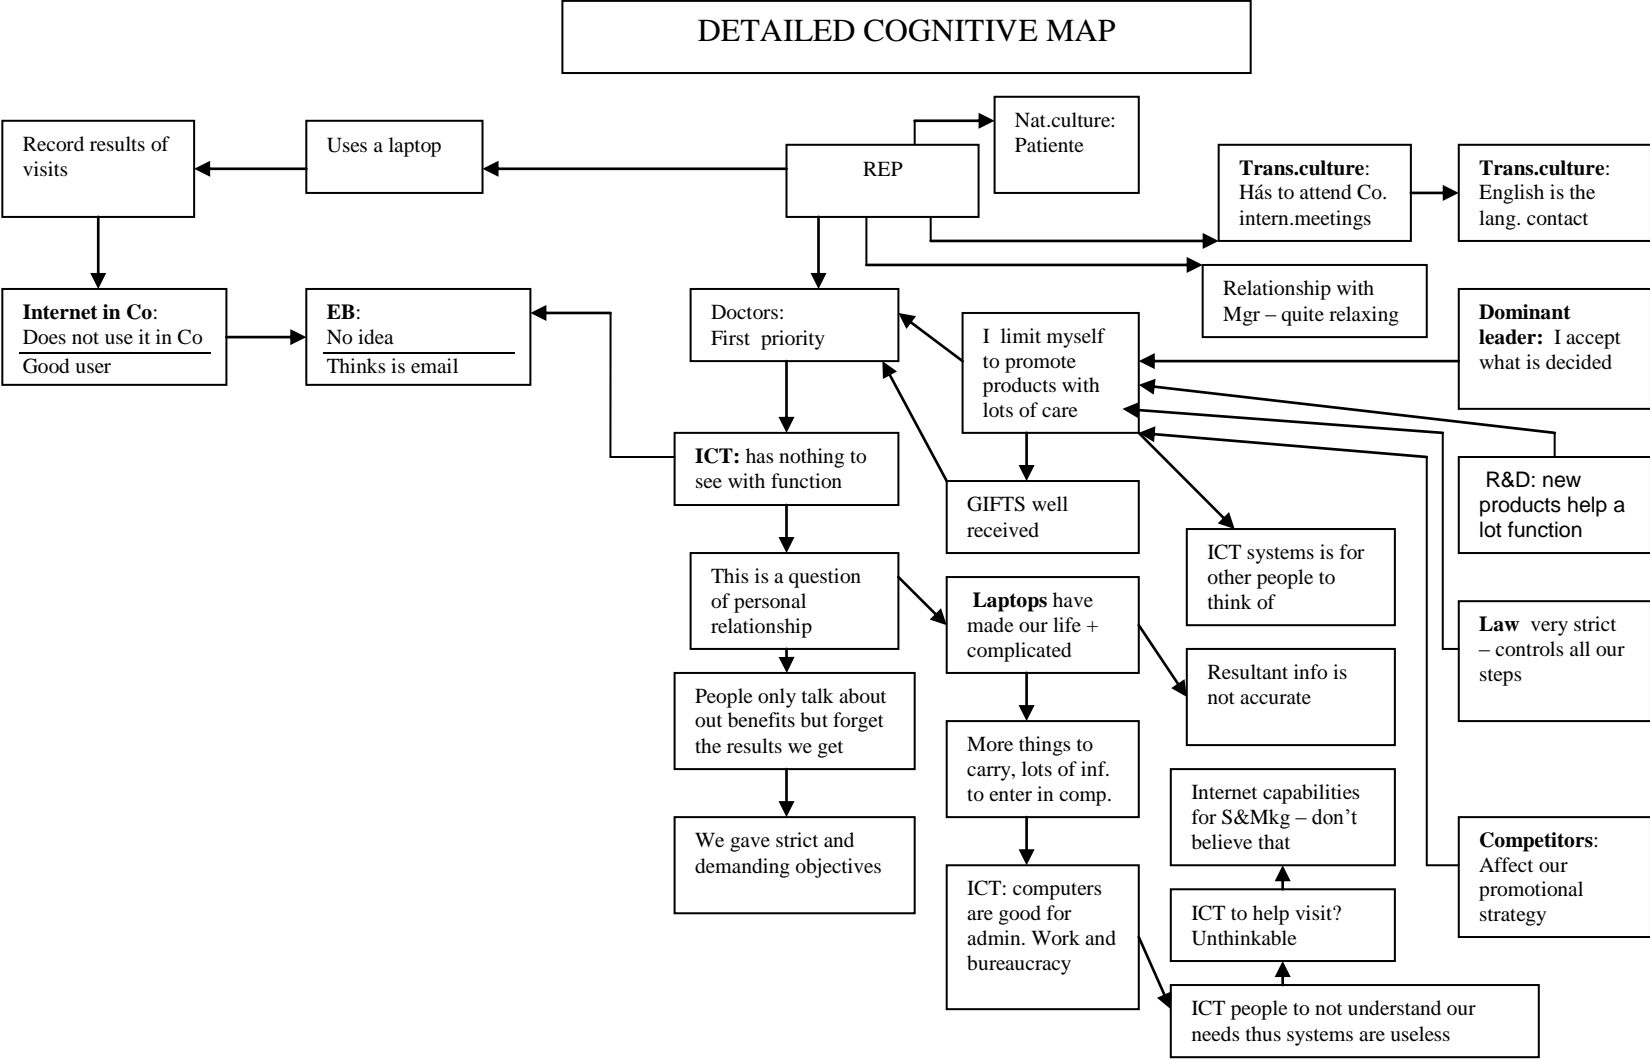 DETAILED COGNITIVE MAP
Record results of
visits
Uses a laptop
REP
Nat.culture:
Patiente
Trans.culture:
Hás to attend Co.
intern.meetings
Trans.culture:
English is the
lang. contact
Relationship with
Mgr – quite relaxing
Internet in Co:
Does not use it in Co
Good user
EB:
No idea
Thinks is email
Doctors:
First priority
I limit myself
to promote
products with
lots of care
Dominant
leader: I accept
what is decided
ICT: has nothing to
see with function
GIFTS well
received
R&D: new
products help a
lot function
ICT systems is for
other people to
think of
This is a question
of personal
relationship
Laptops have
made our life +
complicated
Law very strict
– controls all our
steps
Resultant info is
not accurate
People only talk about
out benefits but forget
the results we get
More things to
carry, lots of inf.
to enter in comp.
Internet capabilities
for S&Mkg – don’t
believe that
We gave strict and
demanding objectives
Competitors:
Affect our
promotional
strategy
ICT: computers
are good for
admin. Work and
bureaucracy
ICT to help visit?
Unthinkable
ICT people to not understand our
needs thus systems are useless